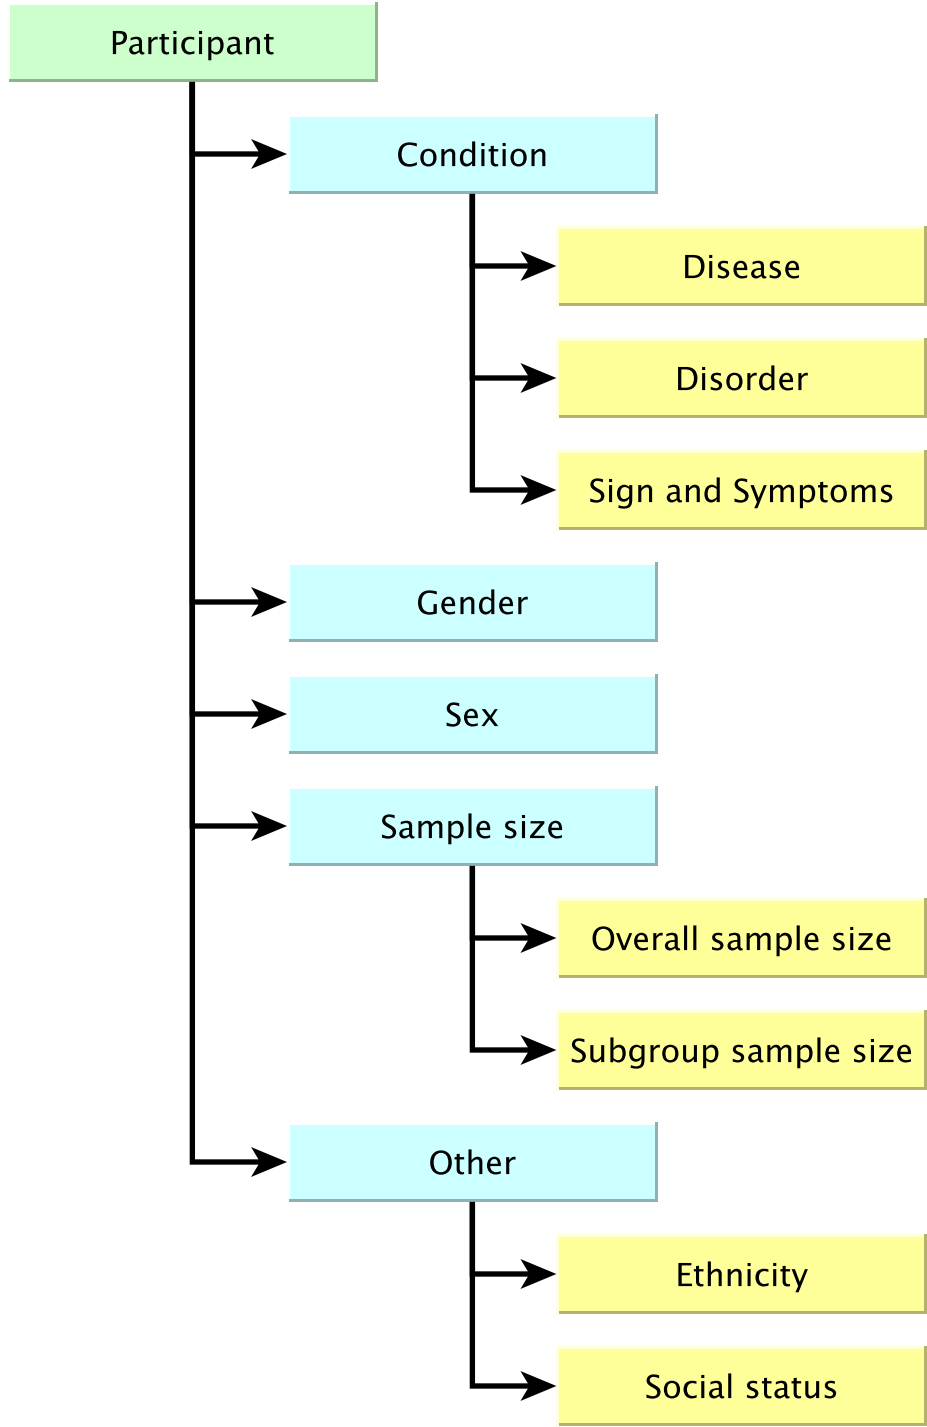 Participant
Condition
Disease
Disorder
Sign and Symptoms
Gender
Sex
Sample size
Overall sample size
Subgroup sample size
Other
Ethnicity
Social status